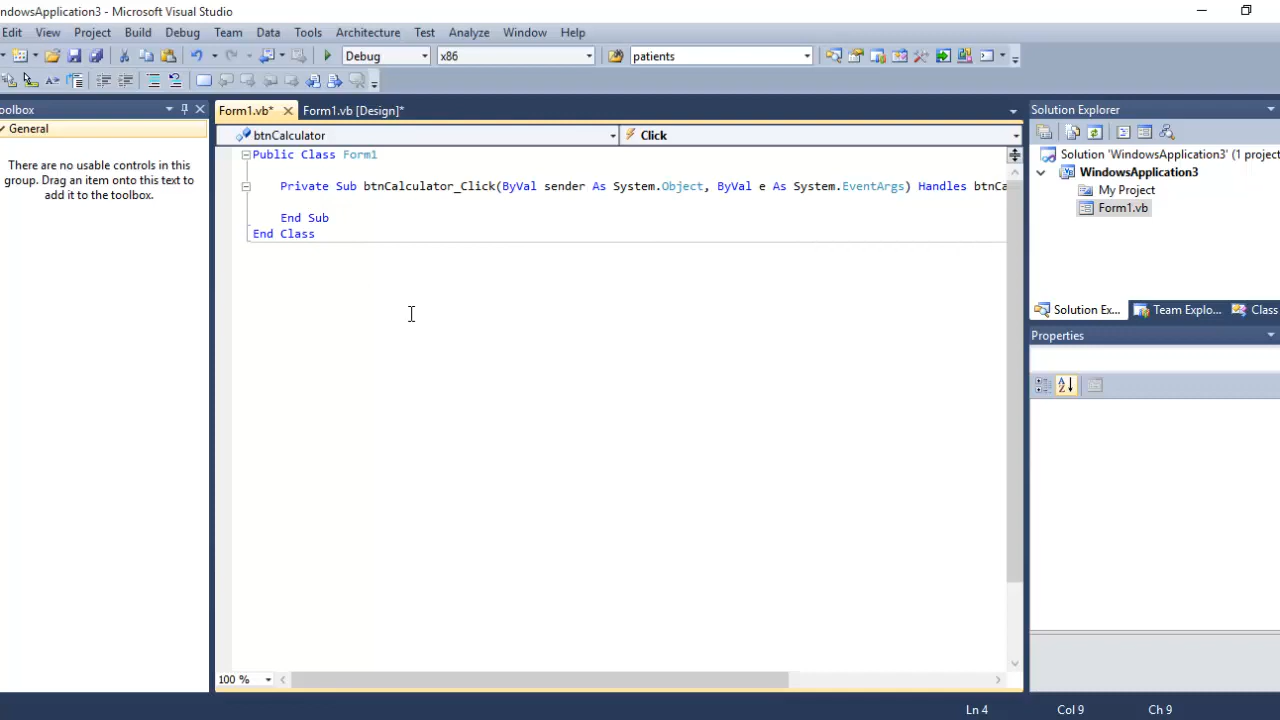 ndowsApplication3 - Microsoft Visual Studio
Edit View Project Build Debug Team Data Tools Architecture Test Analyze Window Help
Debug x86 patients
oolbox
General
There are no usable controls in this
group. Drag an item onto this text to
add it to the toolbox.
Form1.vb* Form1.vb [Design]*
btnCalculator Click
Public Class Form1
Private Sub btnCalculator_Click(ByVal sender As System.Object, ByVal e As System.EventArgs) Handles btnCa
End Sub
End Class
100 %
Solution Explorer
Solution 'WindowsApplication3' (1 project
WindowsApplication3
My Project
Form1.vb
Solution Ex... Team Explo... Class
Properties
Ln 4 Col 9 Ch 9